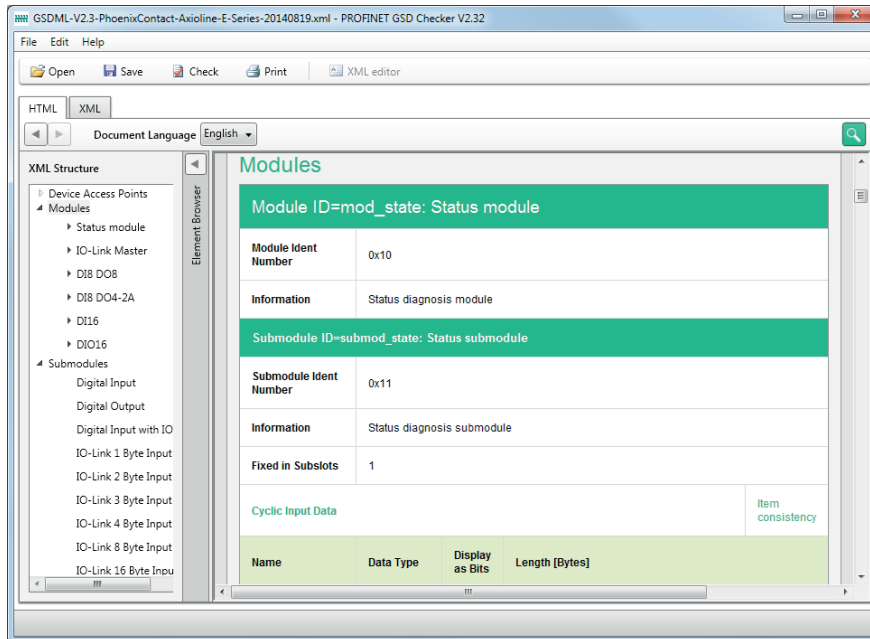 GSDML-V2.3-PhoenixContact-Axioline-E-Series-20140819.xml - PROFINET GSD Checker V2.32
File Edit Help
Open Save Check Print XML editor
HTML XML
Document Language English
XML Structure
Device Access Points
Modules
Status module
IO-Link Master
DI8 DO8
DI8 DO4-2A
DI16
DIO16
Submodules
Digital Input
Digital Output
Digital Input with IO
IO-Link 1 Byte Input
IO-Link 2 Byte Input
IO-Link 3 Byte Input
IO-Link 4 Byte Input
IO-Link 8 Byte Input
IO-Link 16 Byte Inpu
Element Browser
Modules
Module ID=mod_state: Status module
Module Ident
Number
0x10
Information
Status diagnosis module
Submodule ID=submod_state: Status submodule
Submodule Ident
Number
0x11
Information
Status diagnosis submodule
Fixed in Subslots
1
Cyclic Input Data
Item
consistency
Name
Data Type
Display
as Bits
Length [Bytes]